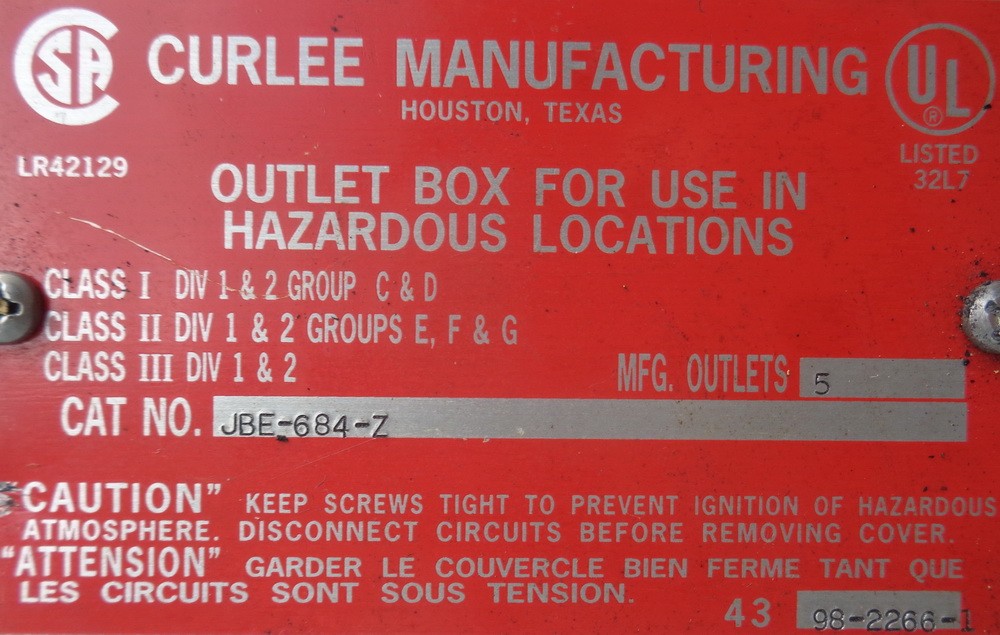 CSA CURLEE MANUFACTURING UL ®
HOUSTON, TEXAS
LR42129
LISTED
32L7
OUTLET BOX FOR USE IN
HAZARDOUS LOCATIONS
CLASS I DIV 1 & 2 GROUP C & D
CLASS II DIV 1 & 2 GROUPS E, F & G
CLASS III DIV 1 & 2
MFG. OUTLETS 5
CAT NO. JBE-684-Z
"CAUTION" KEEP SCREWS TIGHT TO PREVENT IGNITION OF HAZARDOUS
ATMOSPHERE. DISCONNECT CIRCUITS BEFORE REMOVING COVER.
"ATTENSION" GARDER LE COUVERCLE BIEN FERME TANT QUE
LES CIRCUITS SONT SOUS TENSION.
43 98-2266-1